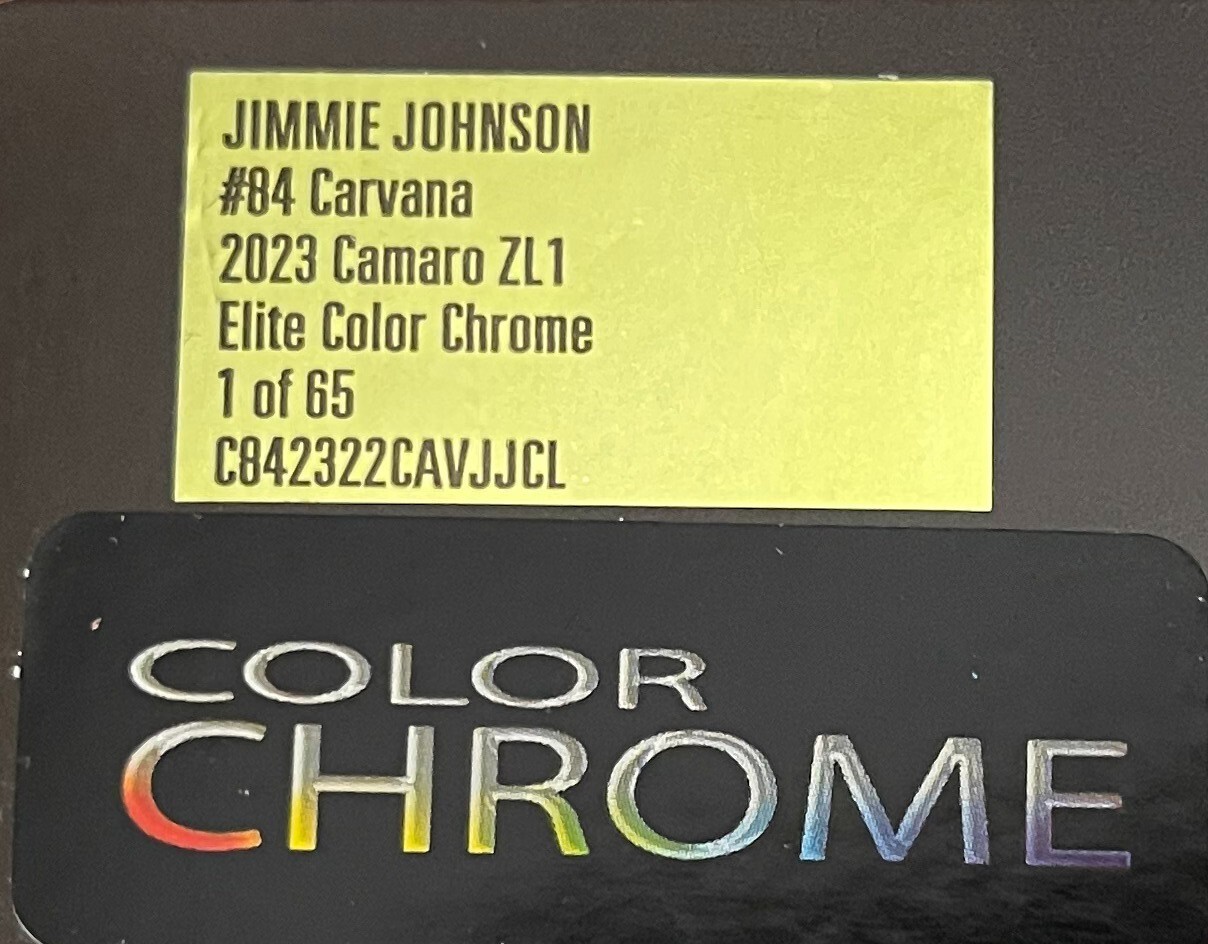 JIMMIE JOHNSON
#84 Carvana
2023 Camaro ZL1
Elite Color Chrome
1 of 65
C842322CAVJJCL
COLOR
CHROME